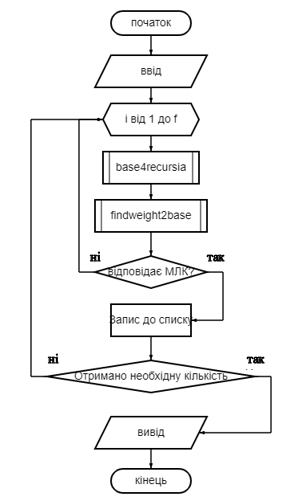 початок
ввід
і від 1 до f
base4recursia
findweight2base
ні
так
відповідає МЛК?
Запис до списку
ні
так
Отримано необхідну кількість
вивід
кінець